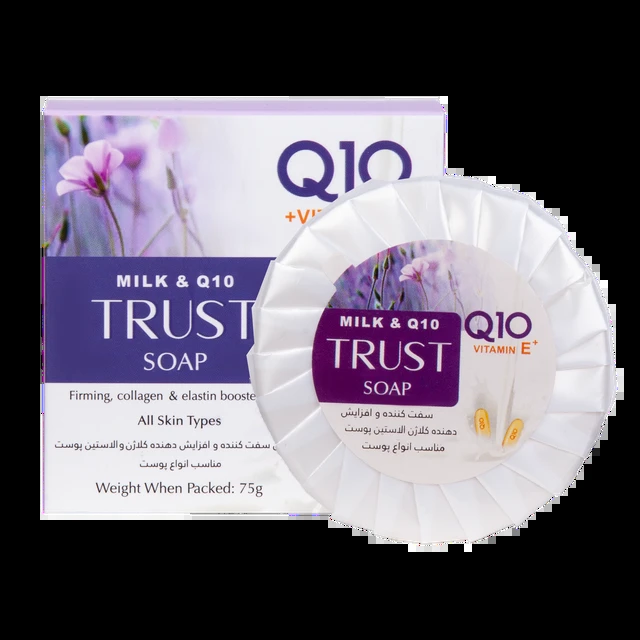 Q10
+VI
MILK & Q10
TRUST
SOAP
Firming, collagen & elastin booste
All Skin Types
سفت کننده و افزایش دهنده کلاژن و الاستین پوست
مناسب انواع پوست
Weight When Packed: 75g
Q10
VITAMIN E+
MILK & Q10
TRUST
SOAP
سفت کننده و افزایش
دهنده کلاژن الاستین پوست
مناسب انواع پوست